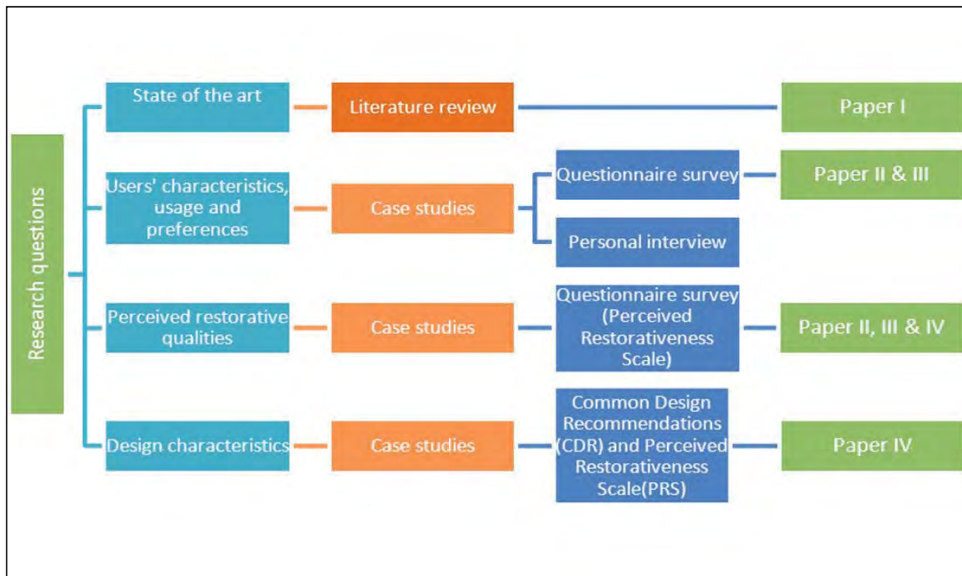 Research questions
State of the art
Literature review
Paper I
Users' characteristics,
usage and
preferences
Case studies
Questionnaire survey
Paper II & III
Personal interview
Perceived restorative
qualities
Case studies
Questionnaire survey
(Perceived
Restorativeness
Scale)
Paper II, III & IV
Design characteristics
Case studies
Common Design
Recommendations
(CDR) and Perceived
Restorativeness
Scale(PRS)
Paper IV